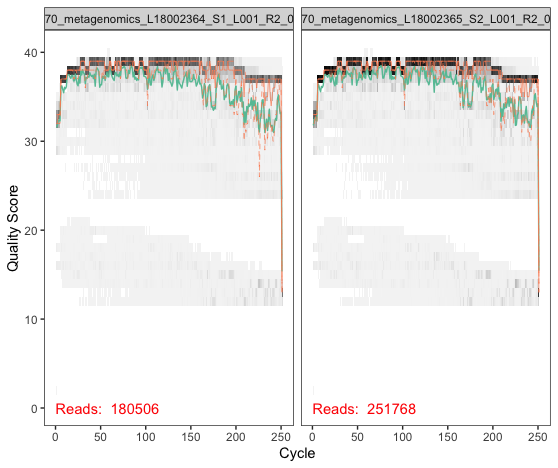 70_metagenomics_L18002364_S1_L001_R2_0
70_metagenomics_L18002365_S2_L001_R2_0
Quality Score
40
30
20
10
0
Reads: 180506
Reads: 251768
0 50 100 150 200 250
0 50 100 150 200 250
Cycle